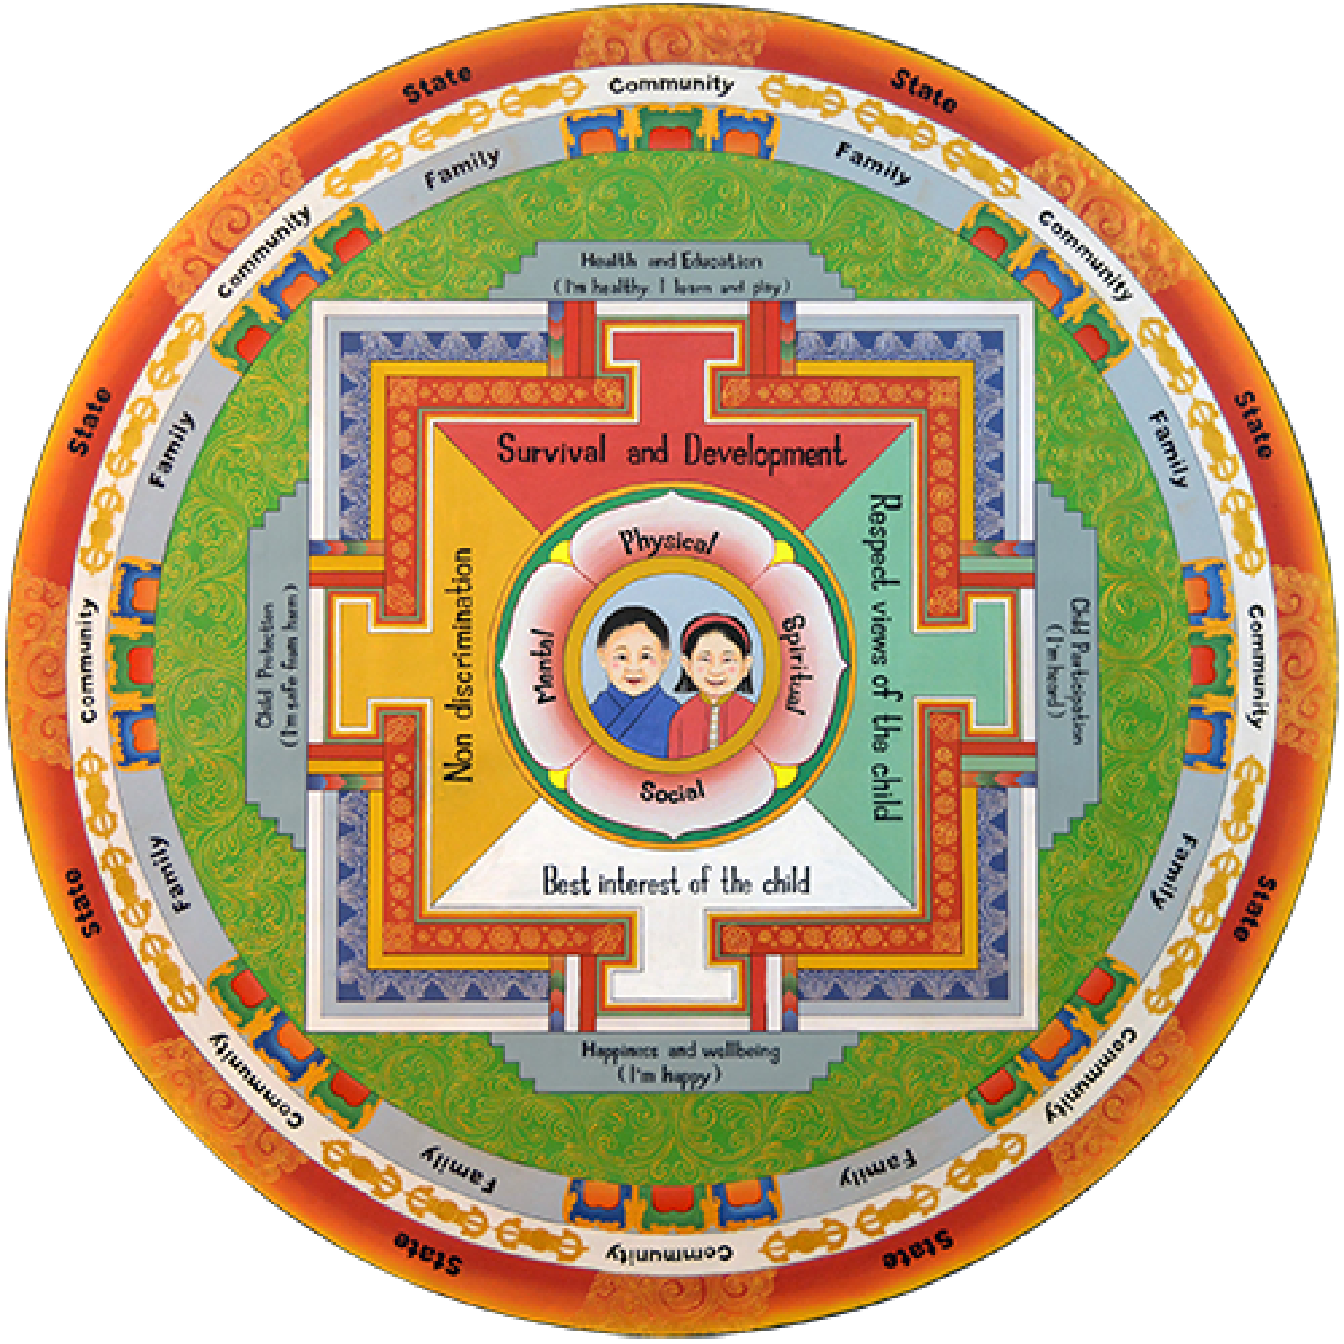 State
State
State
State
State
State
State
State
Community
Community
Community
Community
Community
Community
Community
Community
Family
Family
Family
Family
Family
Family
Family
Family
Health and Education
(I'm healthy I learn and play)
Child Participation
(I'm heard)
Happiness and wellbeing
(I'm happy)
Child Protection
(I'm safe from harm)
Survival and Development
Respect views of the child
Best interest of the child
Non discrimination
Physical
Spiritual
Social
Mental